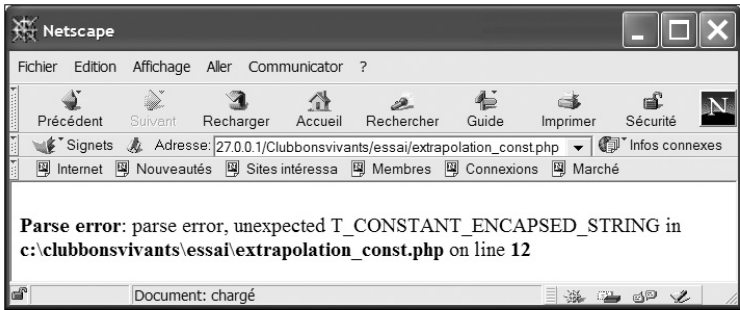 Netscape
Fichier Edition Affichage Aller Communicator ?
Précédent Suivant Recharger Accueil Rechercher Guide Imprimer Sécurité N
Signets Adresse: 27.0.0.1/Clubbonsvivants/essai/extrapolation_const.php Infos connexes
Internet Nouveautés Sites intéressa Membres Connexions Marché
Parse error: parse error, unexpected T_CONSTANT_ENCAPSED_STRING in
c:\clubbonsvivants\essai\extrapolation_const.php on line 12
Document: chargé